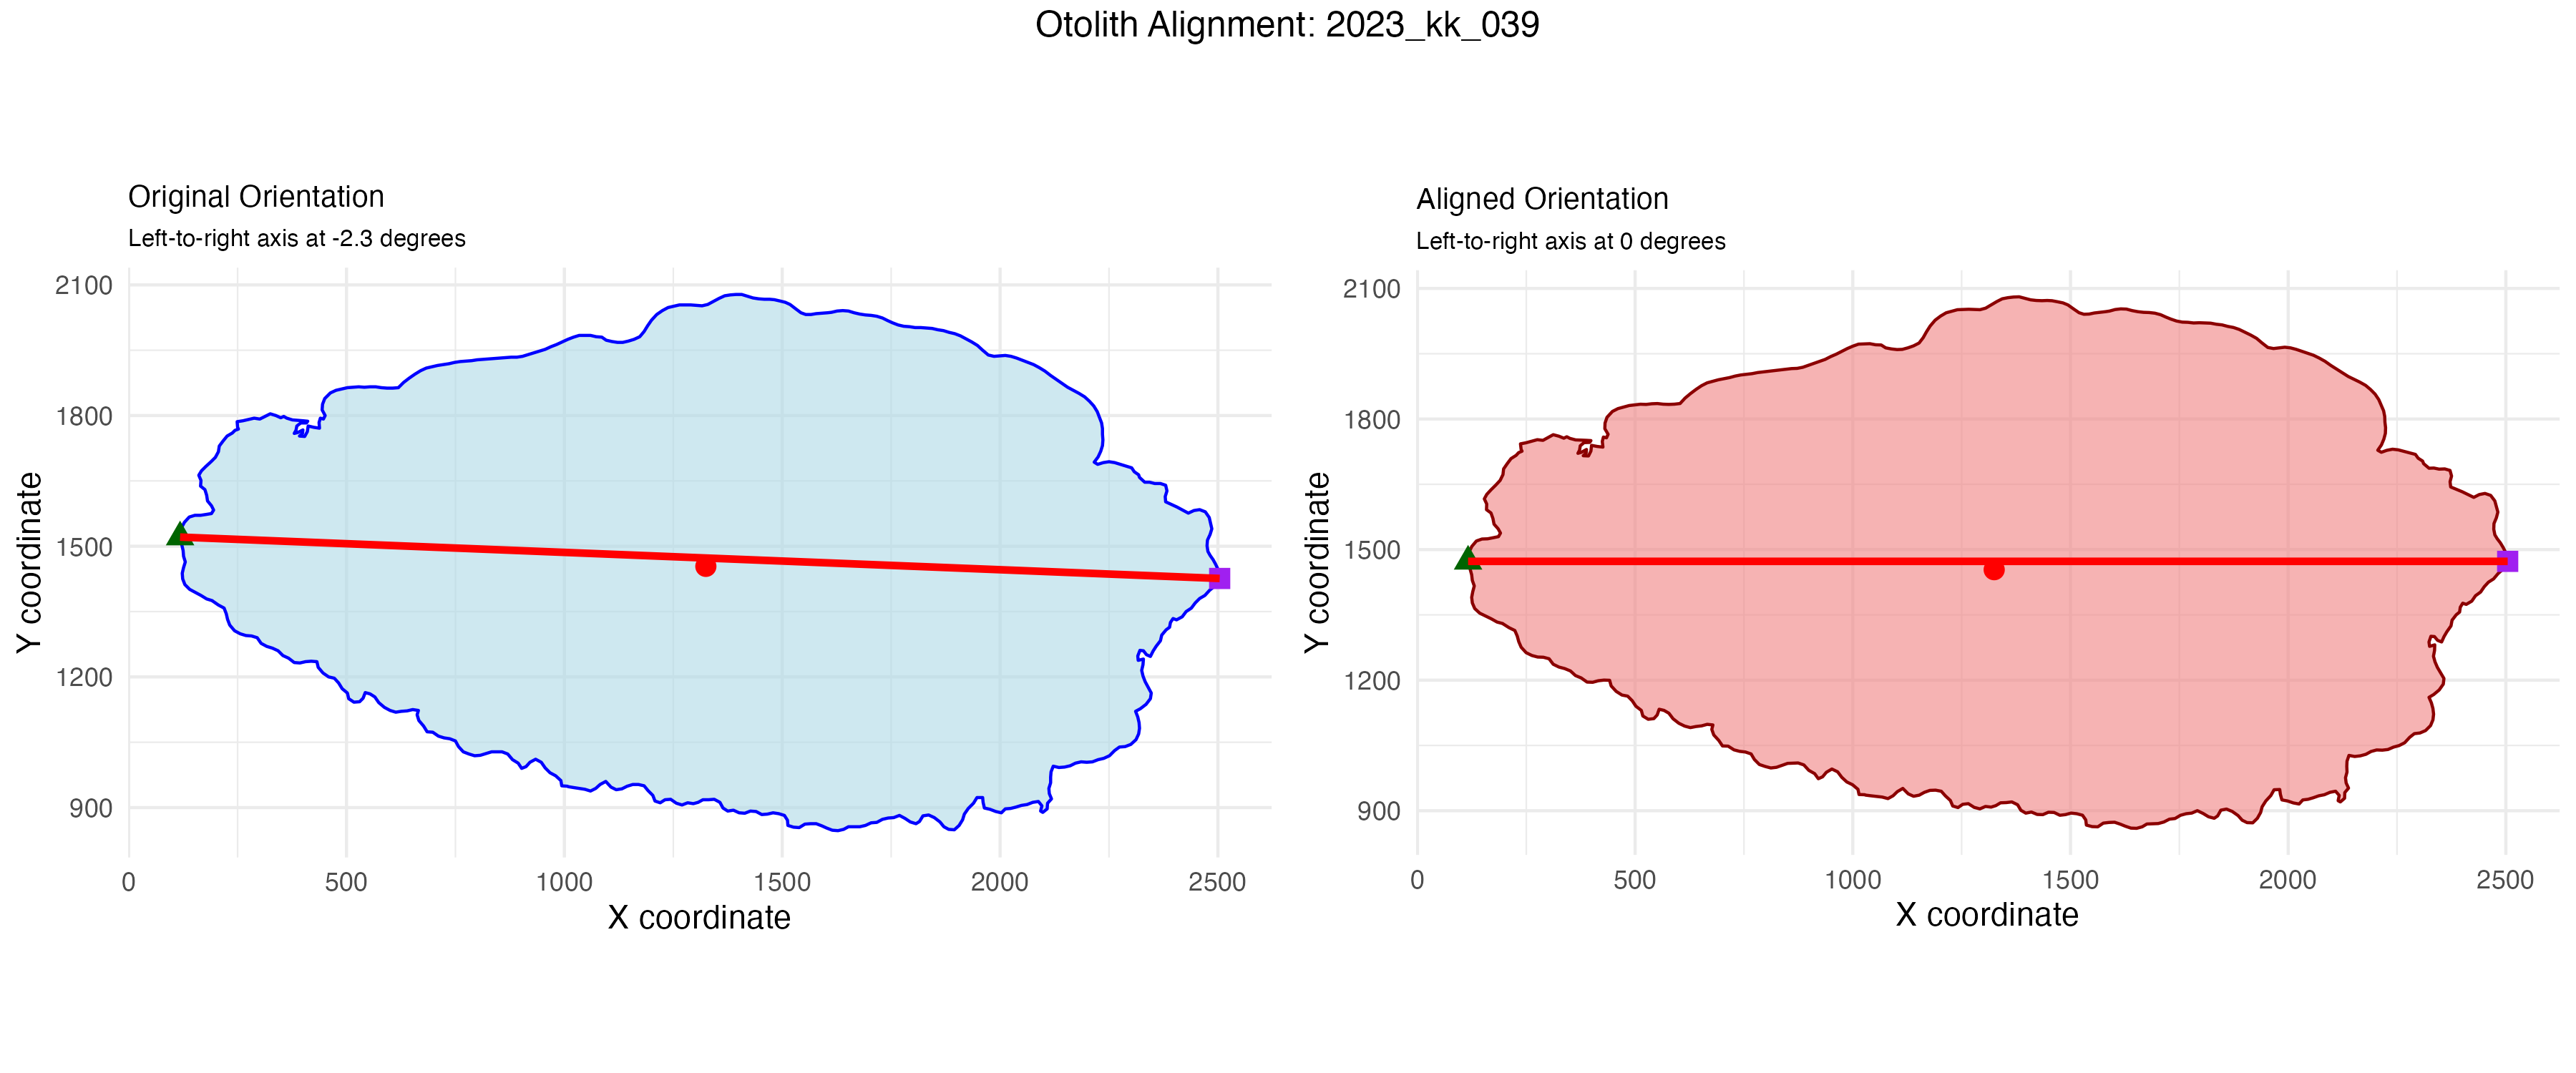 Otolith Alignment: 2023_kk_039
Original Orientation
Left-to-right axis at -2.3 degrees
2100
1800
1500
1200
900
Y coordinate
0 500 1000 1500 2000 2500
X coordinate
Aligned Orientation
Left-to-right axis at 0 degrees
2100
1800
1500
1200
900
Y coordinate
0 500 1000 1500 2000 2500
X coordinate